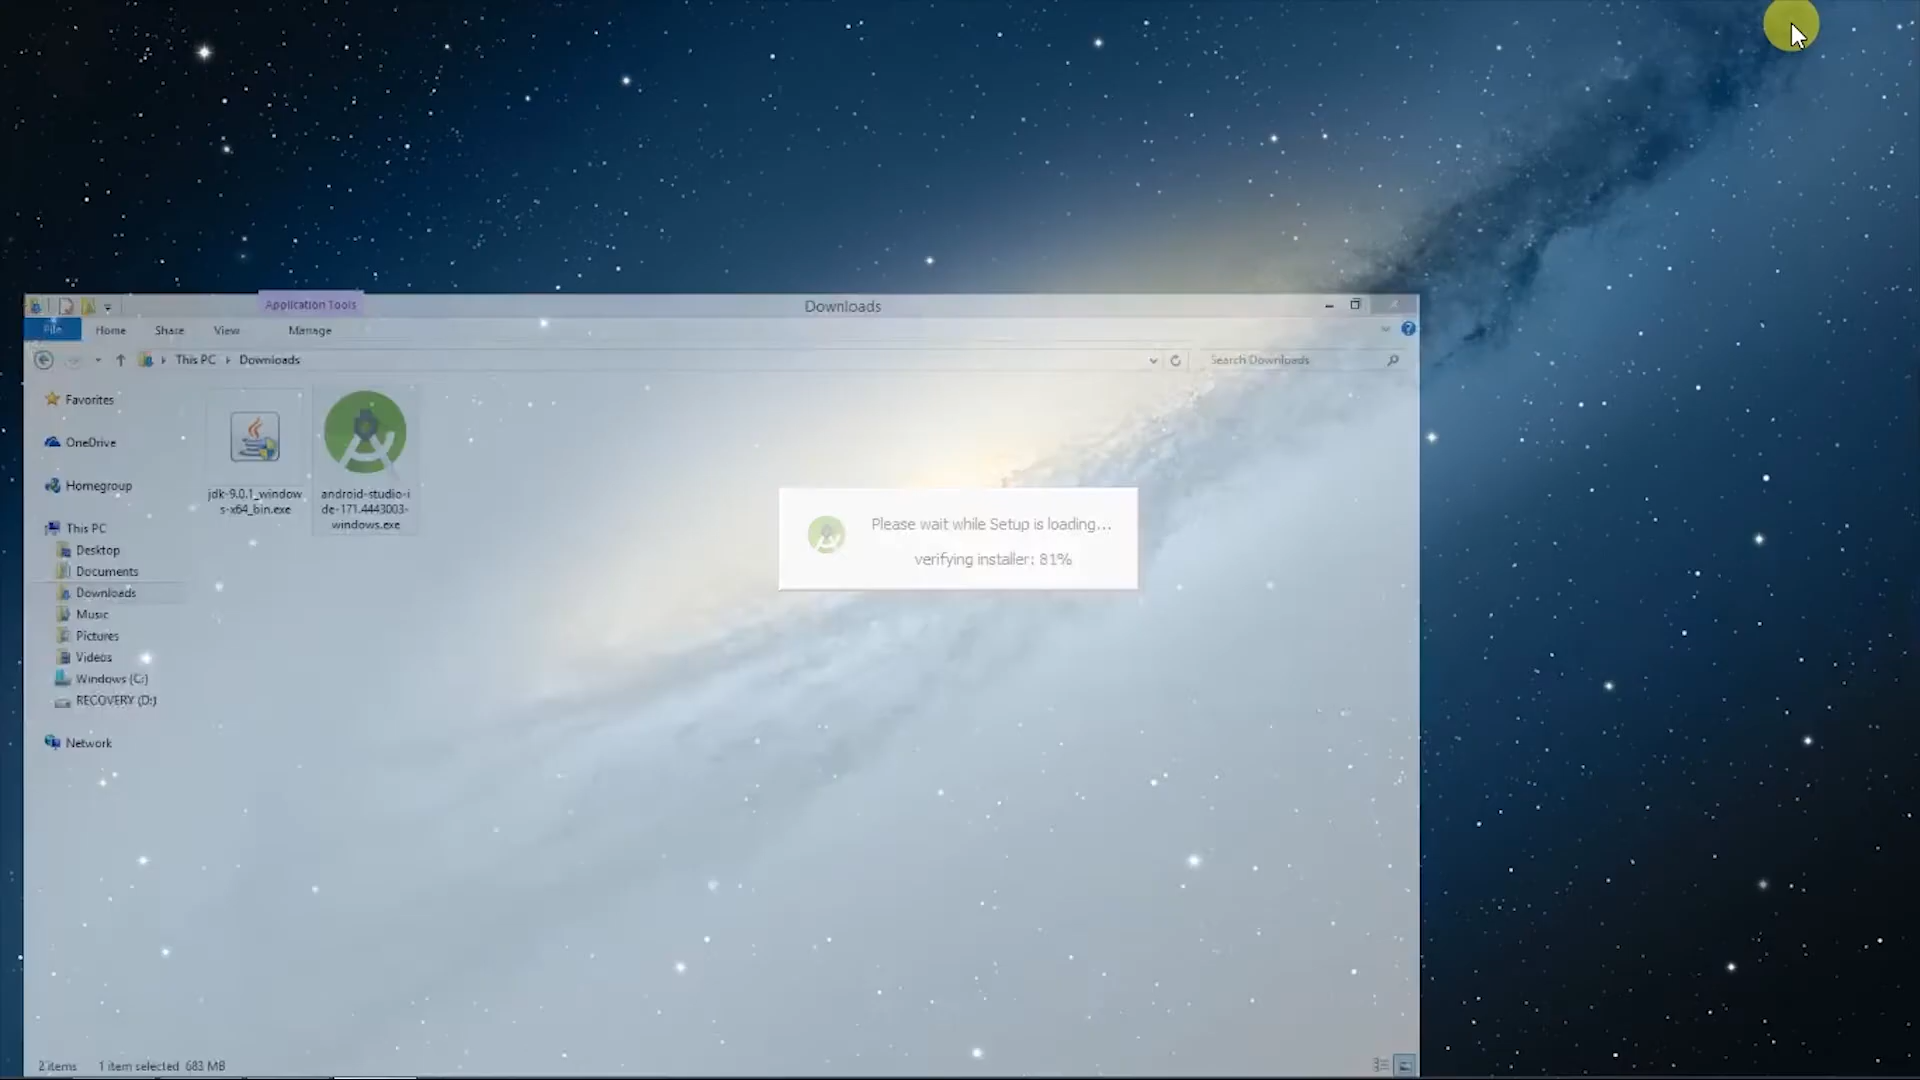 Application Tools
Downloads
File
Home
Share
View
Manage
This PC
Downloads
Search Downloads
Favorites
OneDrive
Homegroup
This PC
Desktop
Documents
Downloads
Music
Pictures
Videos
Windows (C:)
RECOVERY (D:)
Network
jdk-9.0.1_window
s-x64_bin.exe
android-studio-i
de-171.4443003-
windows.exe
Please wait while Setup is loading...
verifying installer: 81%
2 items
1 item selected 683 MB